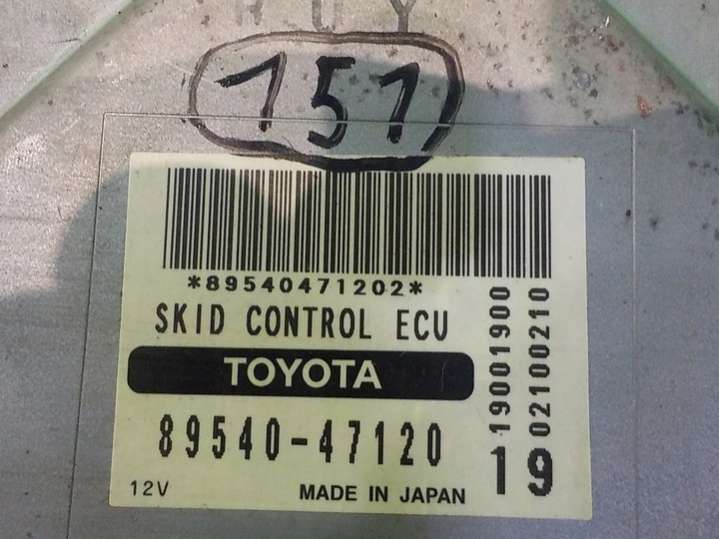 151
*89540471202*
SKID CONTROL ECU
TOYOTA
89540-47120
12V
MADE IN JAPAN
19001900
02100210
19